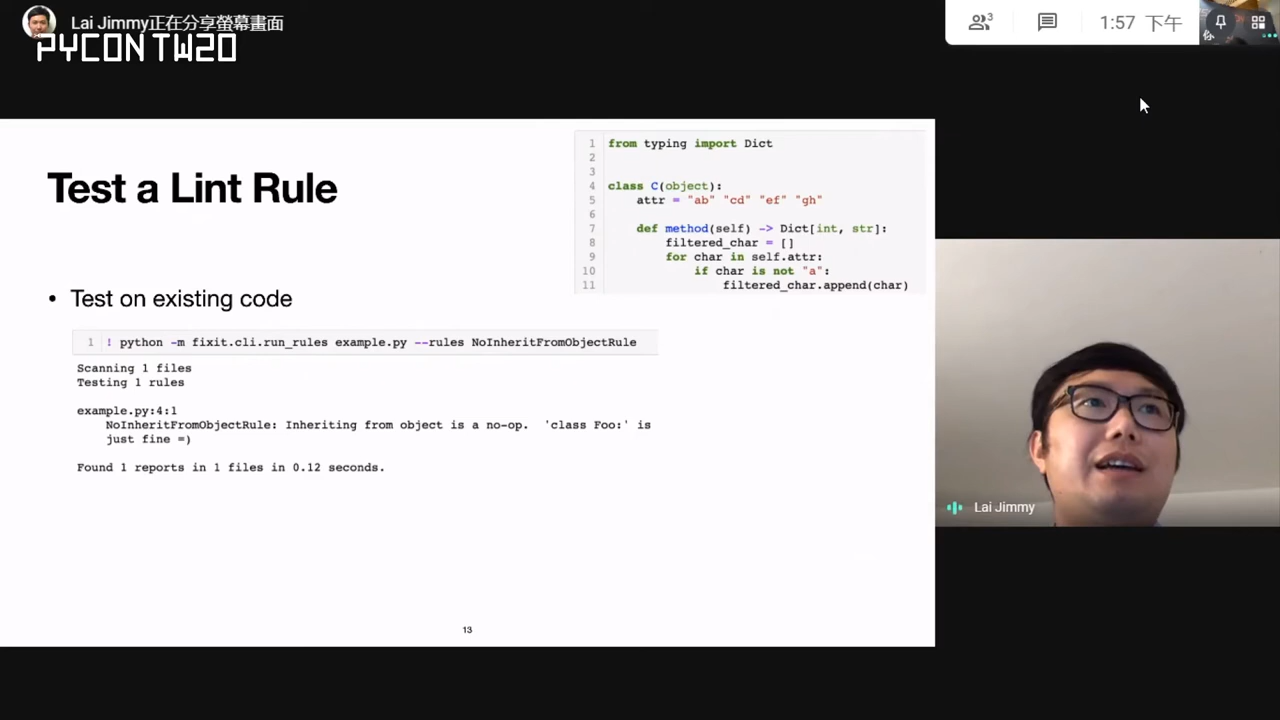 Lai Jimmy正在分享螢幕畫面
PYCON TW20
3
1:57 下午
你
Test a Lint Rule
1 from typing import Dict
2
3
4 class C(object):
5 attr = "ab" "cd" "ef" "gh"
6
7 def method(self) -> Dict[int, str]:
8 filtered_char = []
9 for char in self.attr:
10 if char is not "a":
11 filtered_char.append(char)
• Test on existing code
1 ! python -m fixit.cli.run_rules example.py --rules NoInheritFromObjectRule
Scanning 1 files
Testing 1 rules
example.py:4:1
NoInheritFromObjectRule: Inheriting from object is a no-op. 'class Foo:' is
just fine =)
Found 1 reports in 1 files in 0.12 seconds.
Lai Jimmy
13